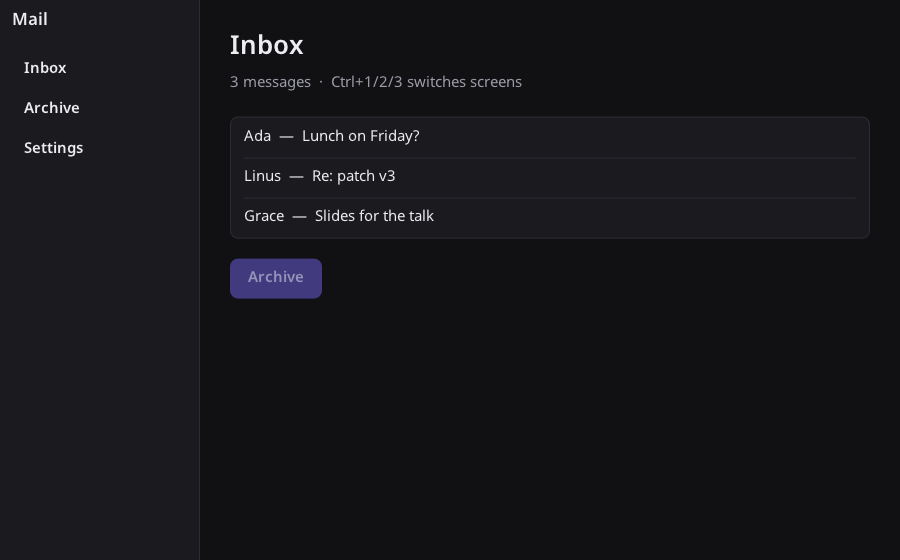 Mail
Inbox
Archive
Settings
Inbox
3 messages · Ctrl+1/2/3 switches screens
Ada — Lunch on Friday?
Linus — Re: patch v3
Grace — Slides for the talk
Archive